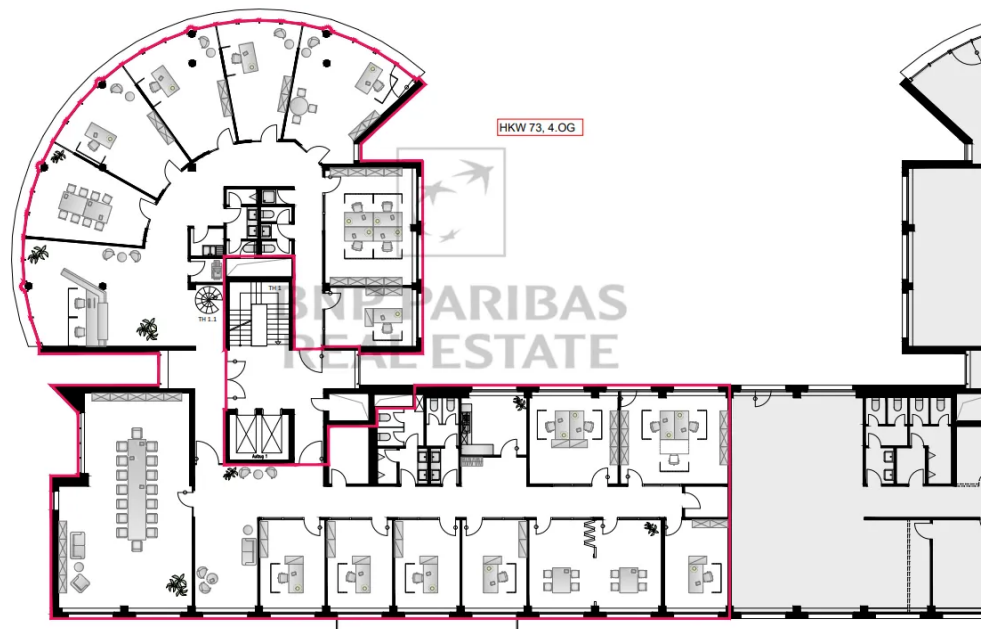 HKW 73, 4.OG
BNP PARIBAS
REAL ESTATE
TH 1
TH 1.1
Aufzug 1